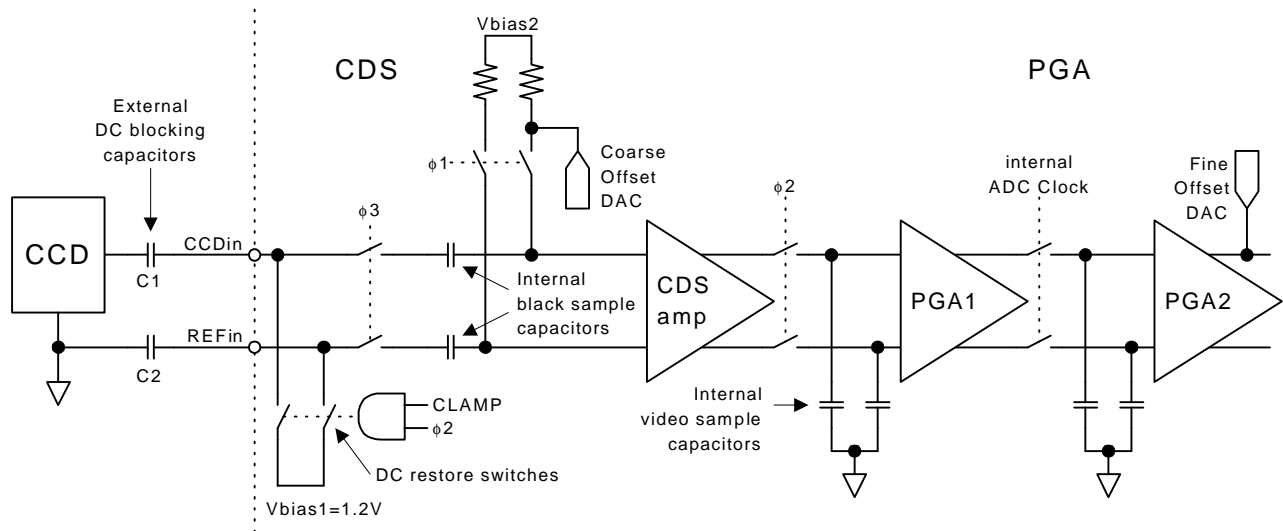 Vbias2
CDS
PGA
External
DC blocking
capacitors
Coarse
Offset
DAC
internal
ADC Clock
Fine
Offset
DAC
ϕ1
ϕ2
ϕ3
CCD
CCDin
C1
Internal
black sample
capacitors
CDS
amp
PGA1
PGA2
REFin
C2
Internal
video sample
capacitors
CLAMP
ϕ2
DC restore switches
Vbias1=1.2V